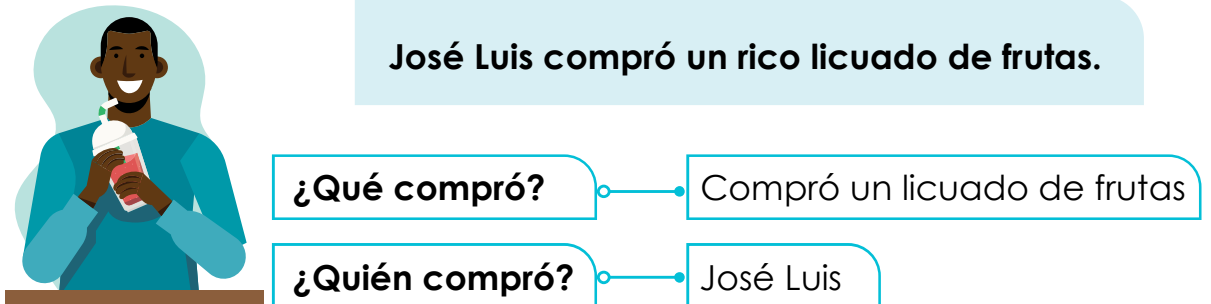 José Luis compró un rico licuado de frutas.
¿Qué compró?
Compró un licuado de frutas
¿Quién compró?
José Luis